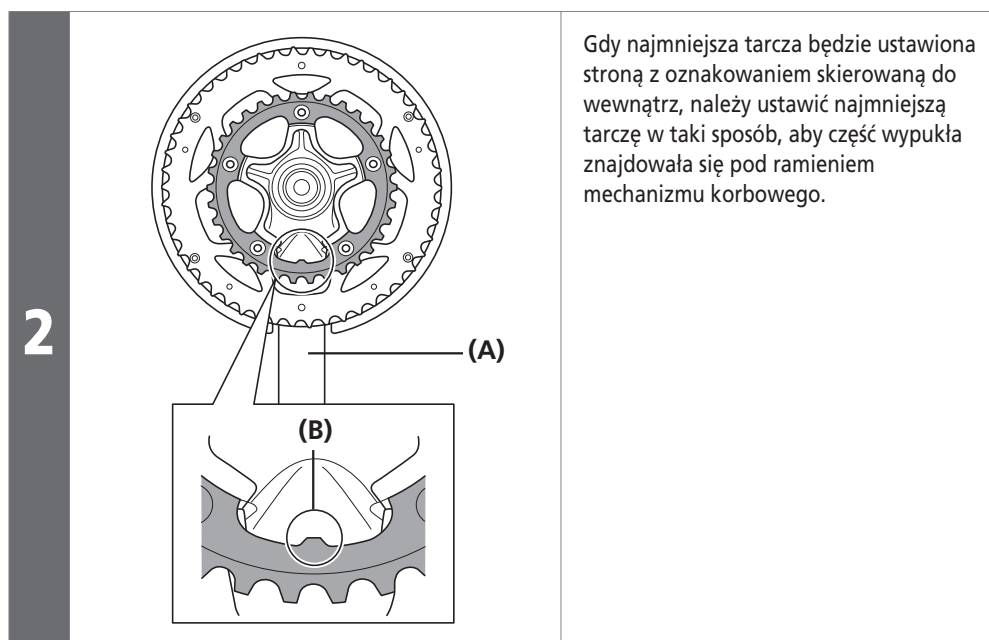 2
(A)
(B)
Gdy najmniejsza tarcza będzie ustawiona
stroną z oznakowaniem skierowaną do
wewnątrz, należy ustawić najmniejszą
tarczę w taki sposób, aby część wypukła
znajdowała się pod ramieniem
mechanizmu korbowego.